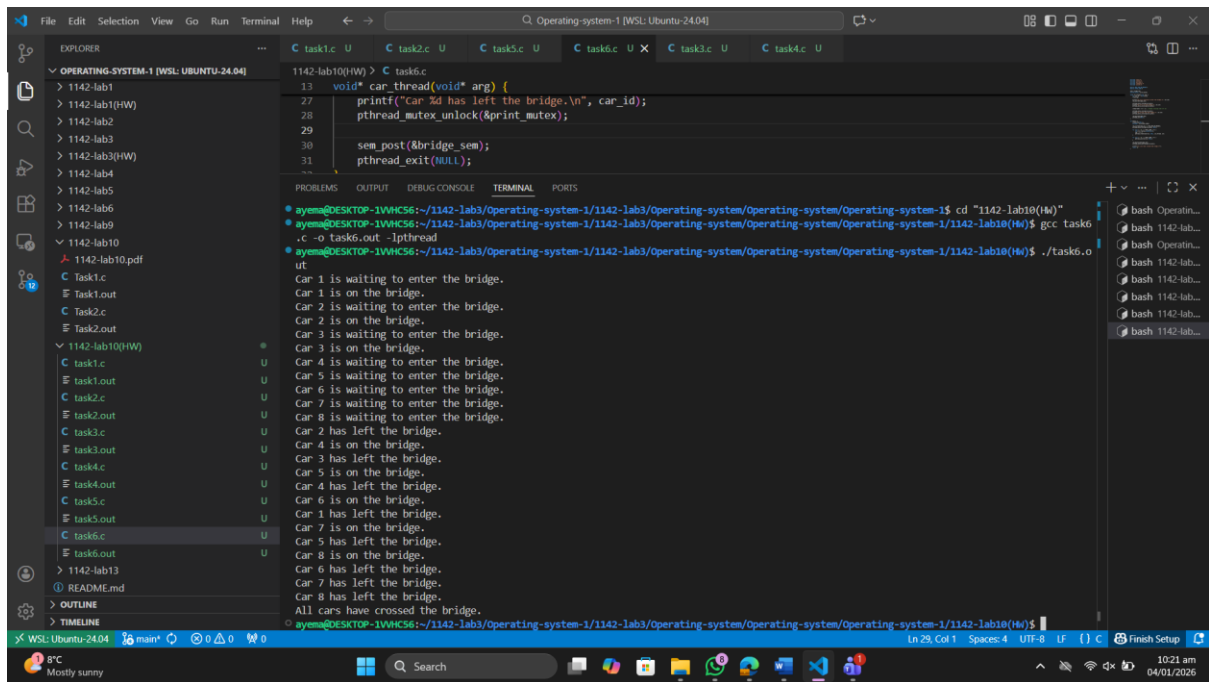 File Edit Selection View Go Run Terminal Help
Operating-system-1 [WSL: Ubuntu-24.04]
EXPLORER
OPERATING-SYSTEM-1 [WSL: UBUNTU-24.04]
1142-lab1
1142-lab1(HW)
1142-lab2
1142-lab3
1142-lab3(HW)
1142-lab4
1142-lab5
1142-lab6
1142-lab9
1142-lab10
1142-lab10.pdf
C Task1.c
Task1.out
C Task2.c
Task2.out
1142-lab10(HW)
C task1.c U
task1.out U
C task2.c U
task2.out U
C task3.c U
task3.out U
C task4.c U
task4.out U
C task5.c U
task5.out U
C task6.c U
task6.out U
1142-lab13
README.md
OUTLINE
TIMELINE
12
C task1.c U C task2.c U C task5.c U C task6.c U C task3.c U C task4.c U
1142-lab10(HW) > C task6.c
13 void* car_thread(void* arg) {
27 printf("Car %d has left the bridge.\n", car_id);
28 pthread_mutex_unlock(&print_mutex);
29
30 sem_post(&bridge_sem);
31 pthread_exit(NULL);
PROBLEMS OUTPUT DEBUG CONSOLE TERMINAL PORTS
ayema@DESKTOP-1VVHC56:~/1142-lab3/Operating-system-1/1142-lab3/Operating-system/Operating-system/Operating-system-1$ cd "1142-lab10(HW)"
ayema@DESKTOP-1VVHC56:~/1142-lab3/Operating-system-1/1142-lab3/Operating-system/Operating-system/Operating-system-1/1142-lab10(HW)$ gcc task6
.c -o task6.out -lpthread
ayema@DESKTOP-1VVHC56:~/1142-lab3/Operating-system-1/1142-lab3/Operating-system/Operating-system/Operating-system-1/1142-lab10(HW)$ ./task6.o
ut
Car 1 is waiting to enter the bridge.
Car 1 is on the bridge.
Car 2 is waiting to enter the bridge.
Car 2 is on the bridge.
Car 3 is waiting to enter the bridge.
Car 3 is on the bridge.
Car 4 is waiting to enter the bridge.
Car 5 is waiting to enter the bridge.
Car 6 is waiting to enter the bridge.
Car 7 is waiting to enter the bridge.
Car 8 is waiting to enter the bridge.
Car 2 has left the bridge.
Car 4 is on the bridge.
Car 3 has left the bridge.
Car 5 is on the bridge.
Car 4 has left the bridge.
Car 6 is on the bridge.
Car 1 has left the bridge.
Car 7 is on the bridge.
Car 5 has left the bridge.
Car 8 is on the bridge.
Car 6 has left the bridge.
Car 7 has left the bridge.
Car 8 has left the bridge.
All cars have crossed the bridge.
ayema@DESKTOP-1VVHC56:~/1142-lab3/Operating-system-1/1142-lab3/Operating-system/Operating-system/Operating-system-1/1142-lab10(HW)$
bash Operatin...
bash 1142-lab...
bash Operatin...
bash 1142-lab...
bash 1142-lab...
bash 1142-lab...
bash 1142-lab...
bash 1142-lab...
WSL: Ubuntu-24.04 main* 0 0 0
Ln 29, Col 1 Spaces: 4 UTF-8 LF {} C Finish Setup
1 8°C
Mostly sunny
Search
8
1
10:21 am
04/01/2026